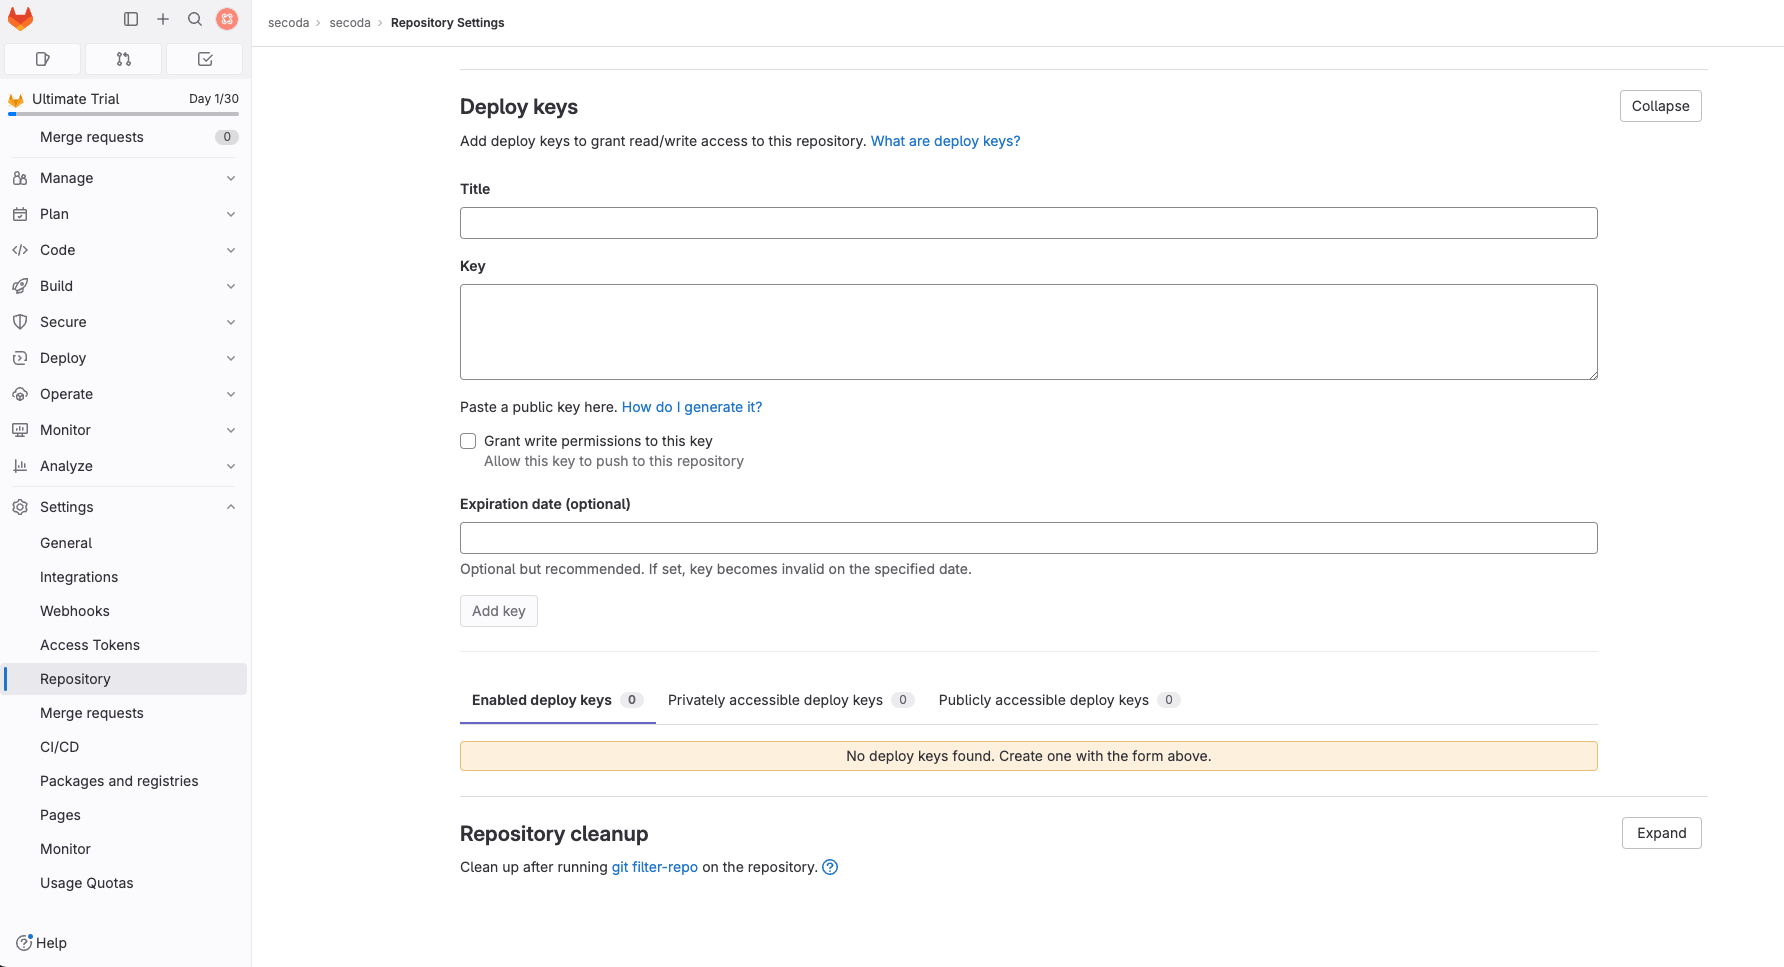 secoda › secoda › Repository Settings
Ultimate Trial Day 1/30
Merge requests 0
Manage
Plan
Code
Build
Secure
Deploy
Operate
Monitor
Analyze
Settings
General
Integrations
Webhooks
Access Tokens
Repository
Merge requests
CI/CD
Packages and registries
Pages
Monitor
Usage Quotas
Help
Deploy keys
Collapse
Add deploy keys to grant read/write access to this repository. What are deploy keys?
Title
Key
Paste a public key here. How do I generate it?
Grant write permissions to this key
Allow this key to push to this repository
Expiration date (optional)
Optional but recommended. If set, key becomes invalid on the specified date.
Add key
Enabled deploy keys 0 Privately accessible deploy keys 0 Publicly accessible deploy keys 0
No deploy keys found. Create one with the form above.
Repository cleanup
Expand
Clean up after running git filter-repo on the repository.